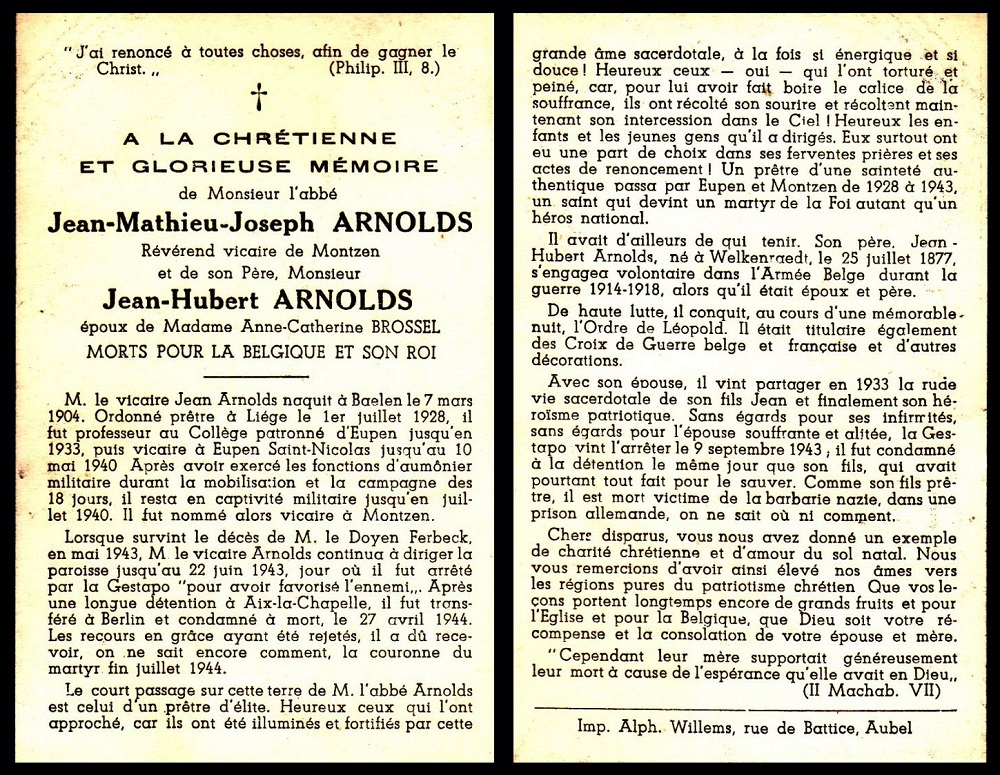 " J'ai renoncé à toutes choses, afin de gagner le
Christ. „ (Philip. III, 8.)
A LA CHRÉTIENNE
ET GLORIEUSE MÉMOIRE
de Monsieur l'abbé
Jean-Mathieu-Joseph ARNOLDS
Révérend vicaire de Montzen
et de son Père, Monsieur
Jean-Hubert ARNOLDS
époux de Madame Anne-Catherine BROSSEL
MORTS POUR LA BELGIQUE ET SON ROI
M. le vicaire Jean Arnolds naquit à Baelen le 7 mars
1904. Ordonné prêtre à Liége le 1er juillet 1928, il
fut professeur au Collège patronné d'Eupen jusqu'en
1933, puis vicaire à Eupen Saint-Nicolas jusqu'au 10
mai 1940 Après avoir exercé les fonctions d'aumônier
militaire durant la mobilisation et la campagne des
18 jours, il resta en captivité militaire jusqu'en juil-
let 1940. Il fut nommé alors vicaire à Montzen.
Lorsque survint le décès de M. le Doyen Ferbeck,
en mai 1943, M. le vicaire Arnolds continua à diriger la
paroisse jusqu'au 22 juin 1943, jour où il fut arrêté
par la Gestapo "pour avoir favorisé l'ennemi„. Après
une longue détention à Aix-la-Chapelle, il fut trans-
féré à Berlin et condamné à mort, le 27 avril 1944.
Les recours en grâce ayant été rejetés, il a dû rece-
voir, on ne sait encore comment, la couronne du
martyr fin juillet 1944.
Le court passage sur cette terre de M. l'abbé Arnolds
est celui d'un prêtre d'élite. Heureux ceux qui l'ont
approché, car ils ont été illuminés et fortifiés par cette
grande âme sacerdotale, à la fois si énergique et si
douce ! Heureux ceux — oui — qui l'ont torturé et
peiné, car, pour lui avoir fait boire le calice de la
souffrance, ils ont récolté son sourire et récoltent main-
tenant son intercession dans le Ciel ! Heureux les en-
fants et les jeunes gens qu'il a dirigés. Eux surtout ont
eu une part de choix dans ses ferventes prières et ses
actes de renoncement ! Un prêtre d'une sainteté au-
thentique passa par Eupen et Montzen de 1928 à 1943,
un saint qui devint un martyr de la Foi autant qu'un
héros national.
Il avait d'ailleurs de qui tenir. Son père, Jean-
Hubert Arnolds, né à Welkenraedt, le 25 juillet 1877,
s'engagea volontaire dans l'Armée Belge durant la
guerre 1914-1918, alors qu'il était époux et père.
De haute lutte, il conquit, au cours d'une mémorable
nuit, l'Ordre de Léopold. Il était titulaire également
des Croix de Guerre belge et française et d'autres
décorations.
Avec son épouse, il vint partager en 1933 la rude
vie sacerdotale de son fils Jean et finalement son hé-
roïsme patriotique. Sans égards pour ses infirmités,
sans égards pour l'épouse souffrante et alitée, la Ges-
tapo vint l'arrêter le 9 septembre 1943 ; il fut condamné
à la détention le même jour que son fils, qui avait
pourtant tout fait pour le sauver. Comme son fils prê-
tre, il est mort victime de la barbarie nazie, dans une
prison allemande, on ne sait où ni comment.
Chers disparus, vous nous avez donné un exemple
de charité chrétienne et d'amour du sol natal. Nous
vous remercions d'avoir ainsi élevé nos âmes vers
les régions pures du patriotisme chrétien Que vos le-
çons portent longtemps encore de grands fruits et pour
l'Eglise et pour la Belgique, que Dieu soit votre ré-
compense et la consolation de votre épouse et mère.
" Cependant leur mère supportait généreusement
leur mort à cause de l'espérance qu'elle avait en Dieu„
(II Machab. VII)
Imp. Alph. Willems, rue de Battice, Aubel